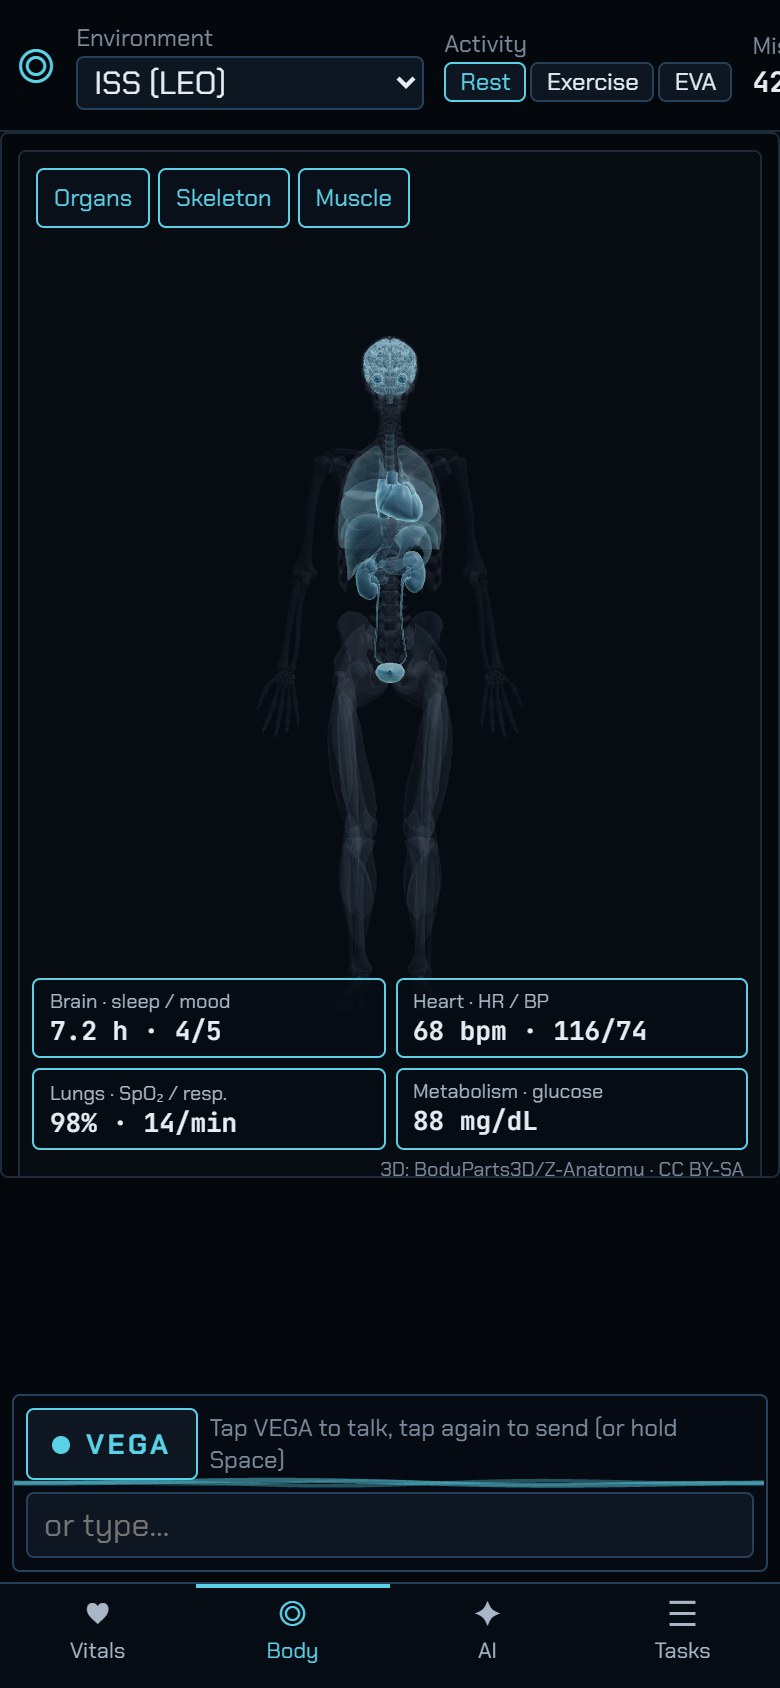 Environment
ISS (LEO)
Activity
Rest Exercise EVA
Organs Skeleton Muscle
Brain · sleep / mood
7.2 h · 4/5
Heart · HR / BP
68 bpm · 116/74
Lungs · SpO₂ / resp.
98% · 14/min
Metabolism · glucose
88 mg/dL
3D: BodyParts3D/Z-Anatomy · CC BY-SA
VEGA
Tap VEGA to talk, tap again to send (or hold
Space)
or type...
Vitals Body AI Tasks